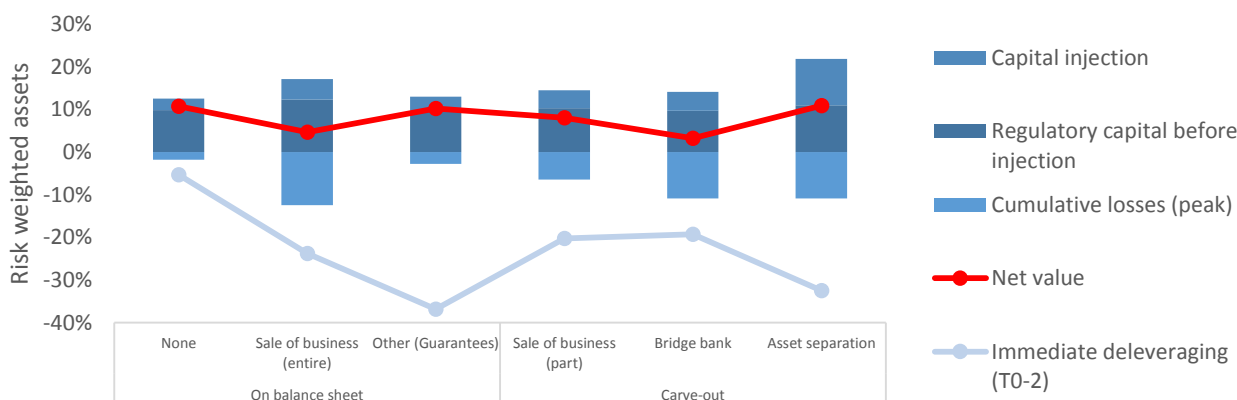 Risk weighted assets
30%
20%
10%
0%
-10%
-20%
-30%
-40%
None
Sale of business
(entire)
Other (Guarantees)
Sale of business
(part)
Bridge bank
Asset separation
On balance sheet
Carve-out
Capital injection
Regulatory capital before
injection
Cumulative losses (peak)
Net value
Immediate deleveraging
(T0-2)